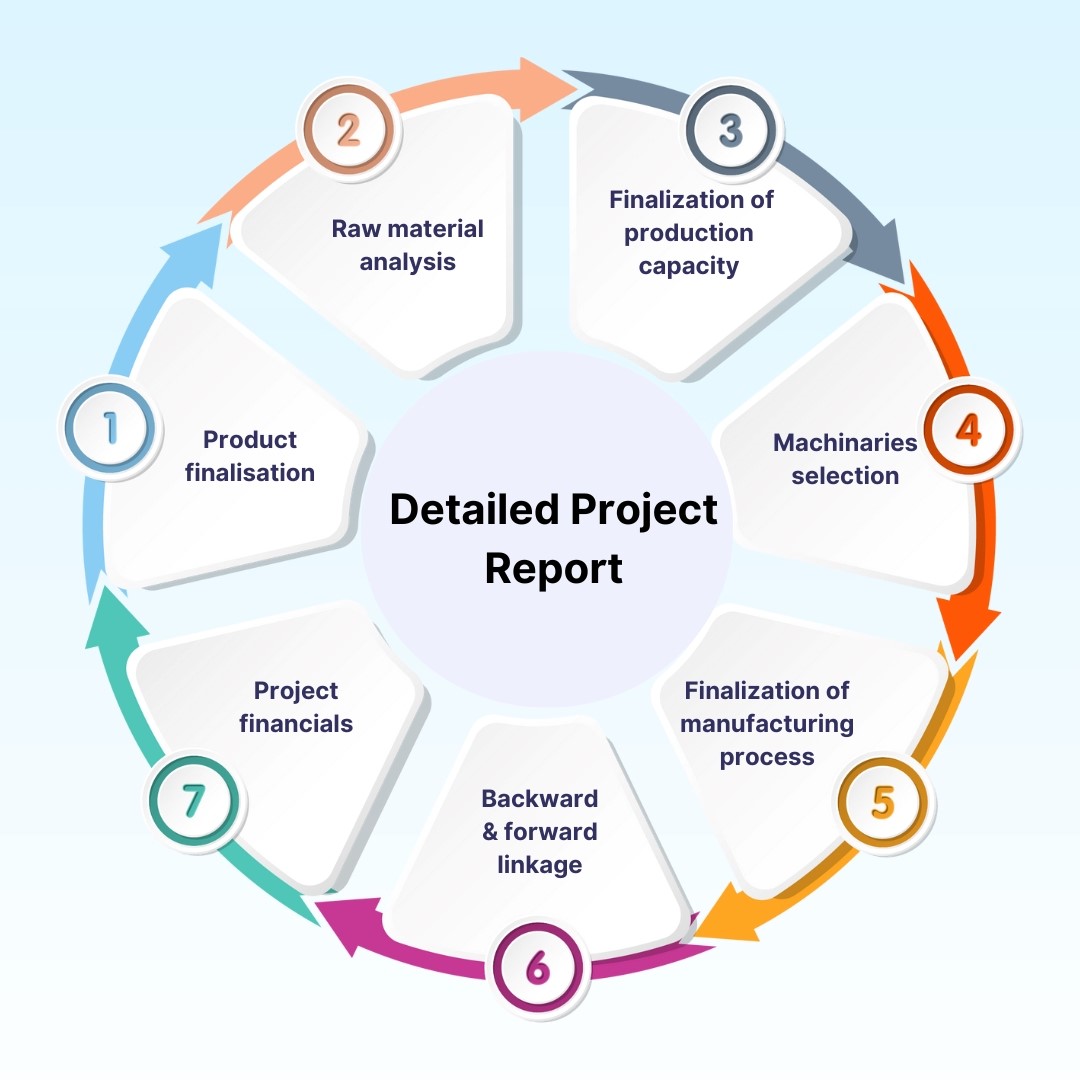 Detailed Project
Report
1
Product
finalisation
2
Raw material
analysis
3
Finalization of
production
capacity
4
Machinaries
selection
5
Finalization of
manufacturing
process
6
Backward
& forward
linkage
7
Project
financials